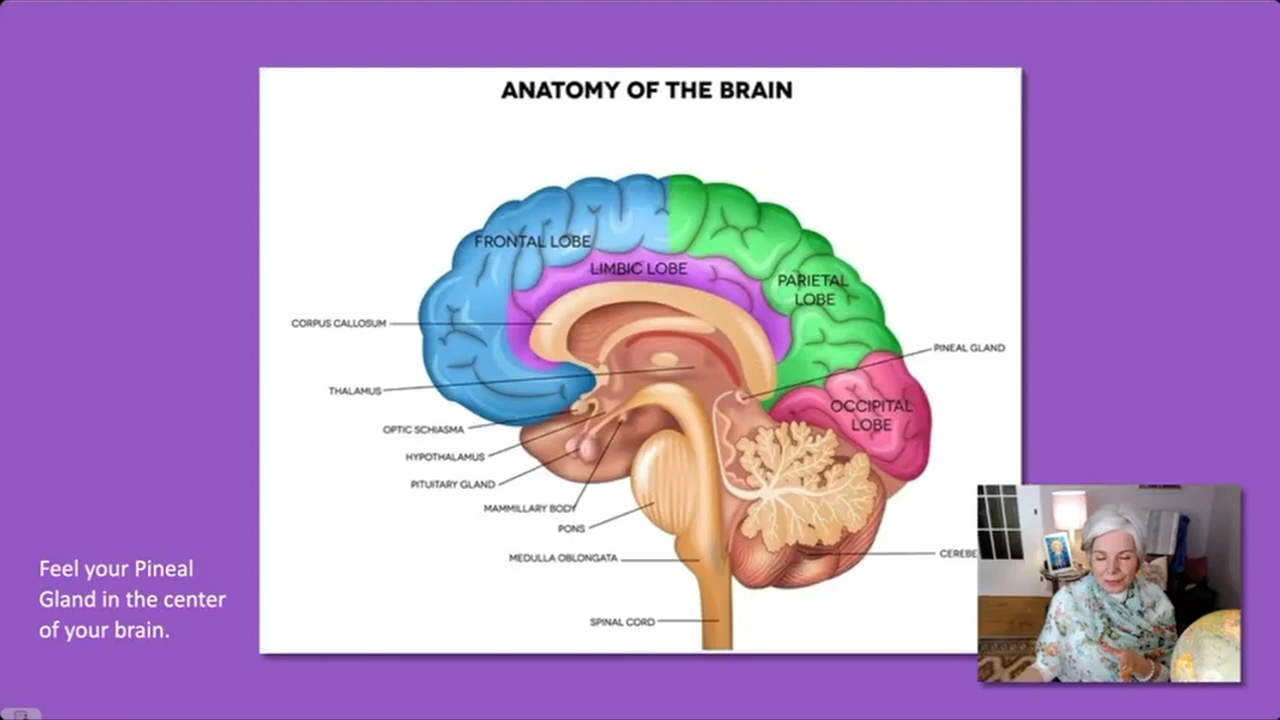 ANATOMY OF THE BRAIN
FRONTAL LOBE
LIMBIC LOBE
PARIETAL
LOBE
CORPUS CALLOSUM
PINEAL GLAND
THALAMUS
OCCIPITAL
LOBE
OPTIC SCHIASMA
HYPOTHALAMUS
PITUITARY GLAND
MAMMILLARY BODY
PONS
MEDULLA OBLONGATA
CEREBE
SPINAL CORD
Feel your Pineal
Gland in the center
of your brain.